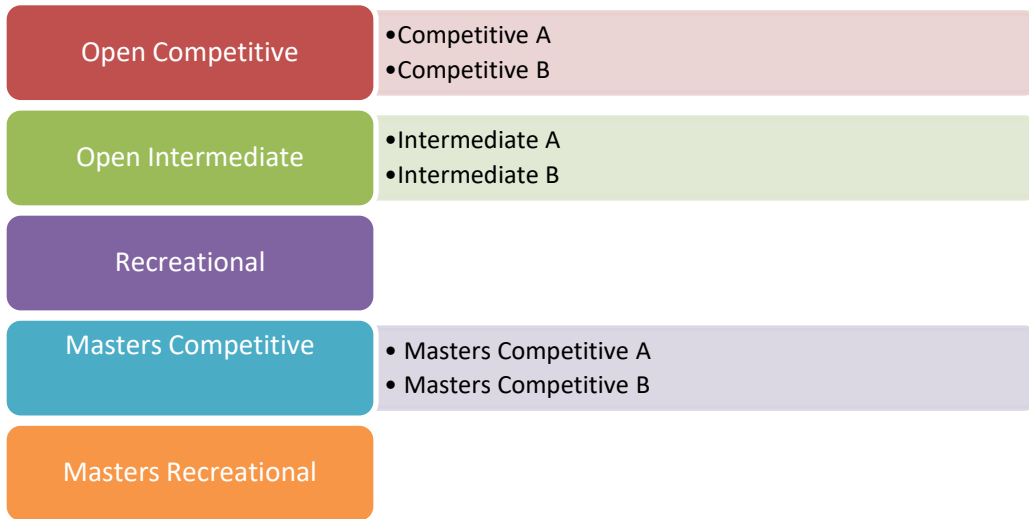 Open Competitive
•Competitive A
•Competitive B
Open Intermediate
•Intermediate A
•Intermediate B
Recreational
Masters Competitive
• Masters Competitive A
• Masters Competitive B
Masters Recreational